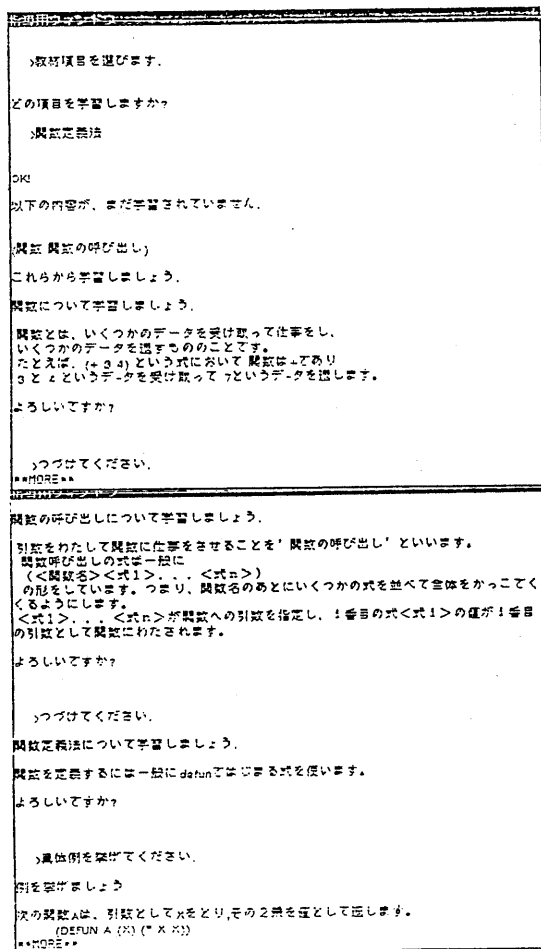 >教材項目を選びます.
どの項目を学習しますか?
>関数定義法
OK!
以下の内容が、まだ学習されていません.
(関数 関数の呼び出し)
これらから学習しましょう.
関数について学習しましょう.
関数とは、いくつかのデータを受け取って仕事をし、
いくつかのデータを返すもののことです。
たとえば、(+ 3 4) という式において 関数は+であり
3 と 4 というデータを受け取って 7というデータを返します。
よろしいですか?
>つづけてください.
**MORE**
関数の呼び出しについて学習しましょう.
引数をわたして関数に仕事をさせることを' 関数の呼び出し' といいます。
関数呼び出しの式は一般に
(<関数名><式1>. . . <式n>)
の形をしています。つまり、関数名のあとにいくつかの式を並べて全体をかっこでく
くるようにします。
<式1>. . . <式n>が関数への引数を指定し、i番目の式<式i>の値がi番目
の引数として関数にわたされます。
よろしいですか?
>つづけてください.
関数定義法について学習しましょう.
関数を定義するには一般にdefunではじまる式を使います。
よろしいですか?
>具体例を挙げてください.
例を挙げましょう
次の関数Aは、引数としてXをとり,その2乗を値として返します。
(DEFUN A (X) (* X X))
**MORE**